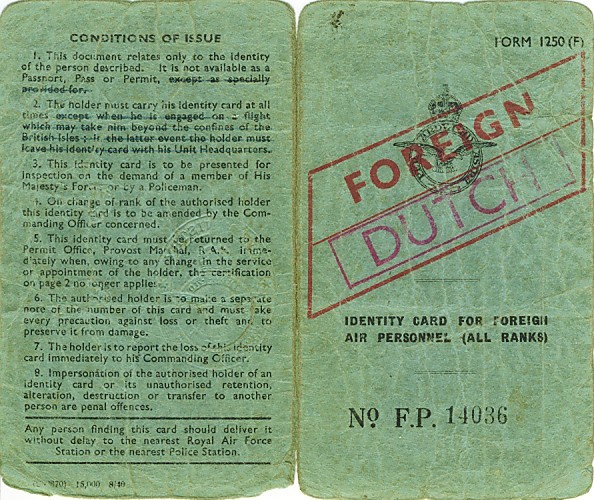 CONDITIONS OF ISSUE
1. This document relates only to the identity
of the person described. It is not available as a
Passport, Pass or Permit, except as specially
provided for.
2. The holder must carry his identity card at all
times except when he is engaged on a flight
which may take him beyond the confines of the
British Isles; in the latter event the holder must
leave his identity card with his Unit Headquarters.
3. This identity card is to be presented for
inspection on the demand of a member of His
Majesty's Forces or by a Policeman.
4. On change of rank of the authorised holder
this identity card is to be amended by the Com-
manding Officer concerned.
5. This identity card must be returned to the
Permit Office, Provost Marshal, R.A.F. imme-
diately when, owing to any change in the service
or appointment of the holder, the certification
on page 2 no longer applies.
6. The authorised holder is to make a separate
note of the number of this card and must take
every precaution against loss or theft and to
preserve it from damage.
7. The holder is to report the loss of this identity
card immediately to his Commanding Officer.
8. Impersonation of the authorised holder of an
identity card or its unauthorised retention,
alteration, destruction or transfer to another
person are penal offences.
Any person finding this card should deliver it
without delay to the nearest Royal Air Force
Station or the nearest Police Station.
15,000 8/40
FORM 1250 (F)
FOREIGN
DUTCH
IDENTITY CARD FOR FOREIGN
AIR PERSONNEL (ALL RANKS)
No F.P. 14036